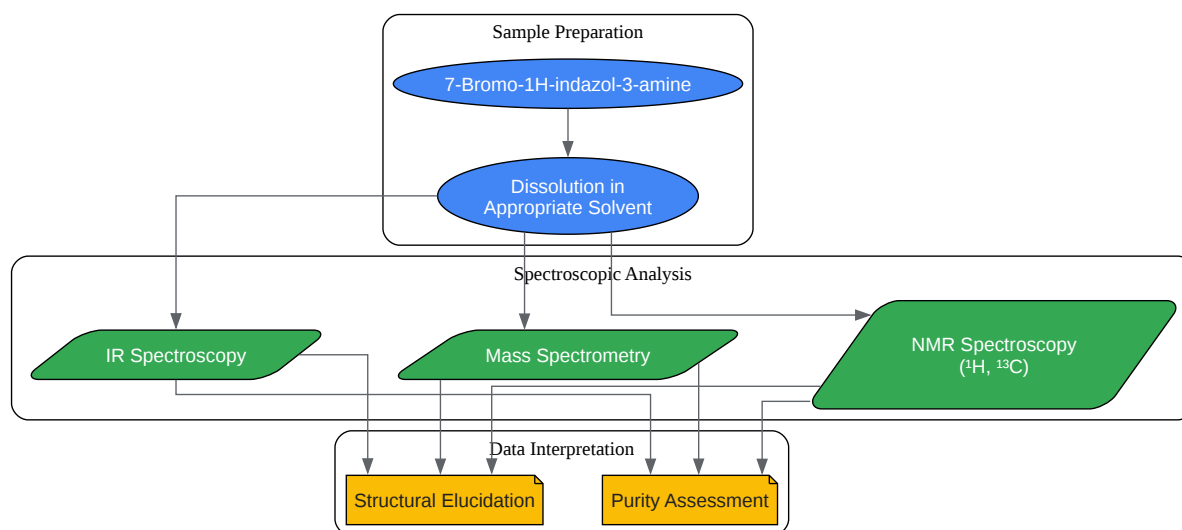 Sample Preparation
7-Bromo-1H-indazol-3-amine
Dissolution in
Appropriate Solvent
Spectroscopic Analysis
IR Spectroscopy
Mass Spectrometry
NMR Spectroscopy
(¹H, ¹³C)
Data Interpretation
Structural Elucidation
Purity Assessment